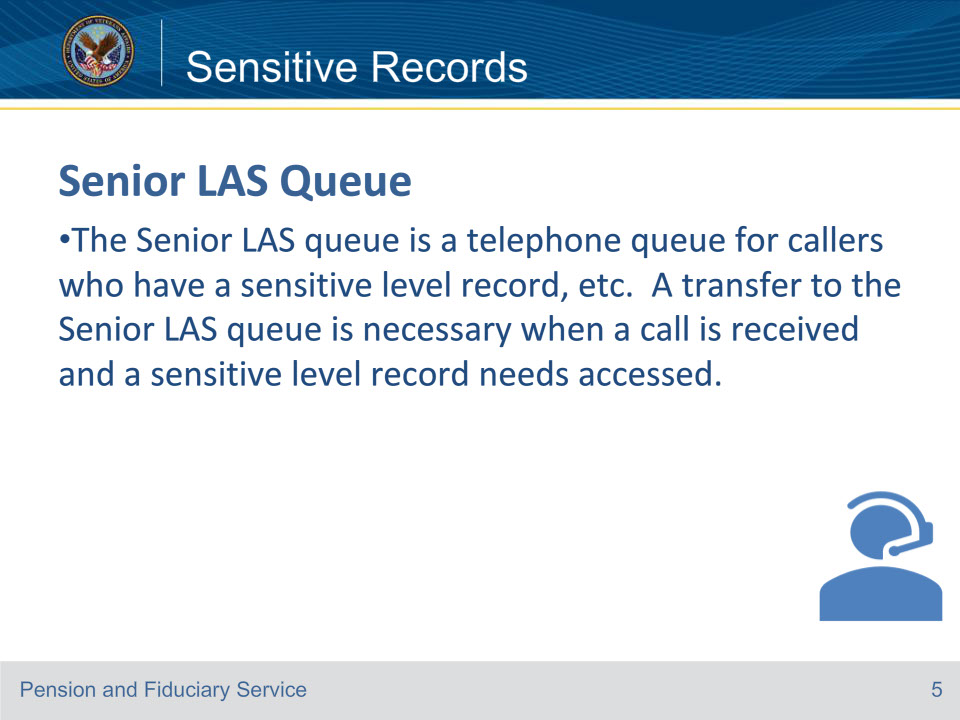 Sensitive Records
Senior LAS Queue
•The Senior LAS queue is a telephone queue for callers
who have a sensitive level record, etc.  A transfer to the
Senior LAS queue is necessary when a call is received
and a sensitive level record needs accessed.
Pension and Fiduciary Service
5